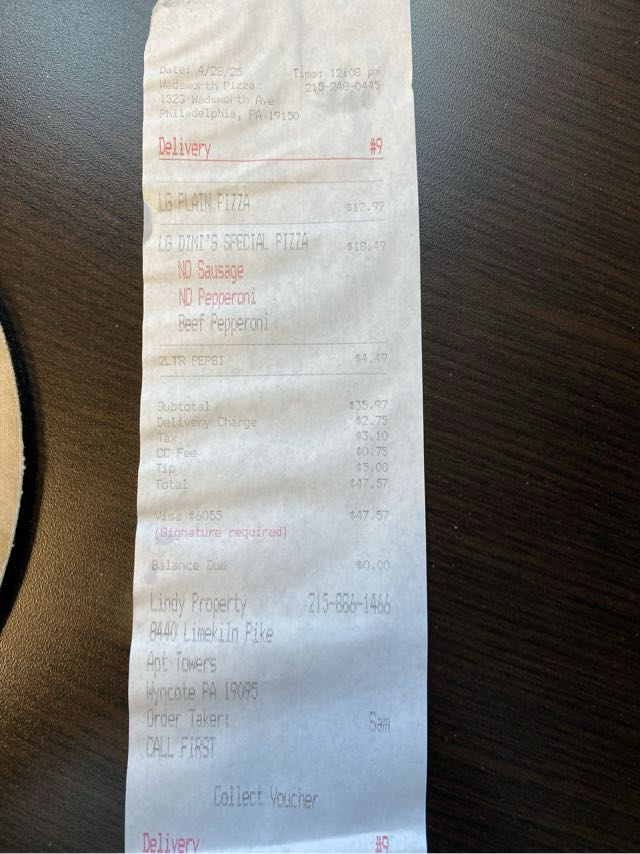 Date: 4/28/25 Time: 12:08 pm
Wadsworth Pizza 215-248-0445
1525 Wadsworth Ave
Philadelphia, PA 19150
Delivery #9
LG PLAIN PIZZA $12.99
LG DIMI'S SPECIAL PIZZA $18.49
NO Sausage
NO Pepperoni
Beef Pepperoni
2LTR PEPSI $4.49
Subtotal $35.97
Delivery Charge $2.75
Tax $3.10
CC Fee $0.75
Tip $5.00
Total $47.57
Visa #6055 $47.57
(Signature required)
Balance Due $0.00
Lindy Property 215-886-1466
8440 Limekiln Pike
Apt Towers
Wyncote PA 19095
Order Taker: Sam
CALL FIRST
Collect Voucher
Delivery #9